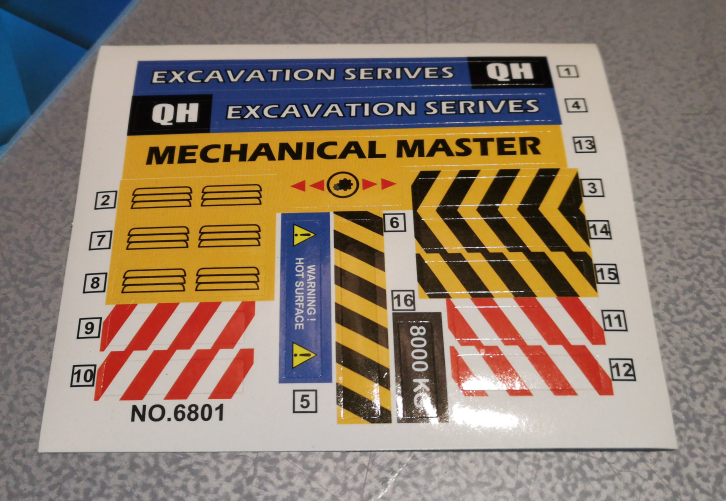 EXCAVATION SERIVES QH 1
QH EXCAVATION SERIVES 4
MECHANICAL MASTER 13
2
3
6
7
14
8
15
WARNING!
HOT SURFACE
16
8000 KG
9
11
10
12
5
NO.6801